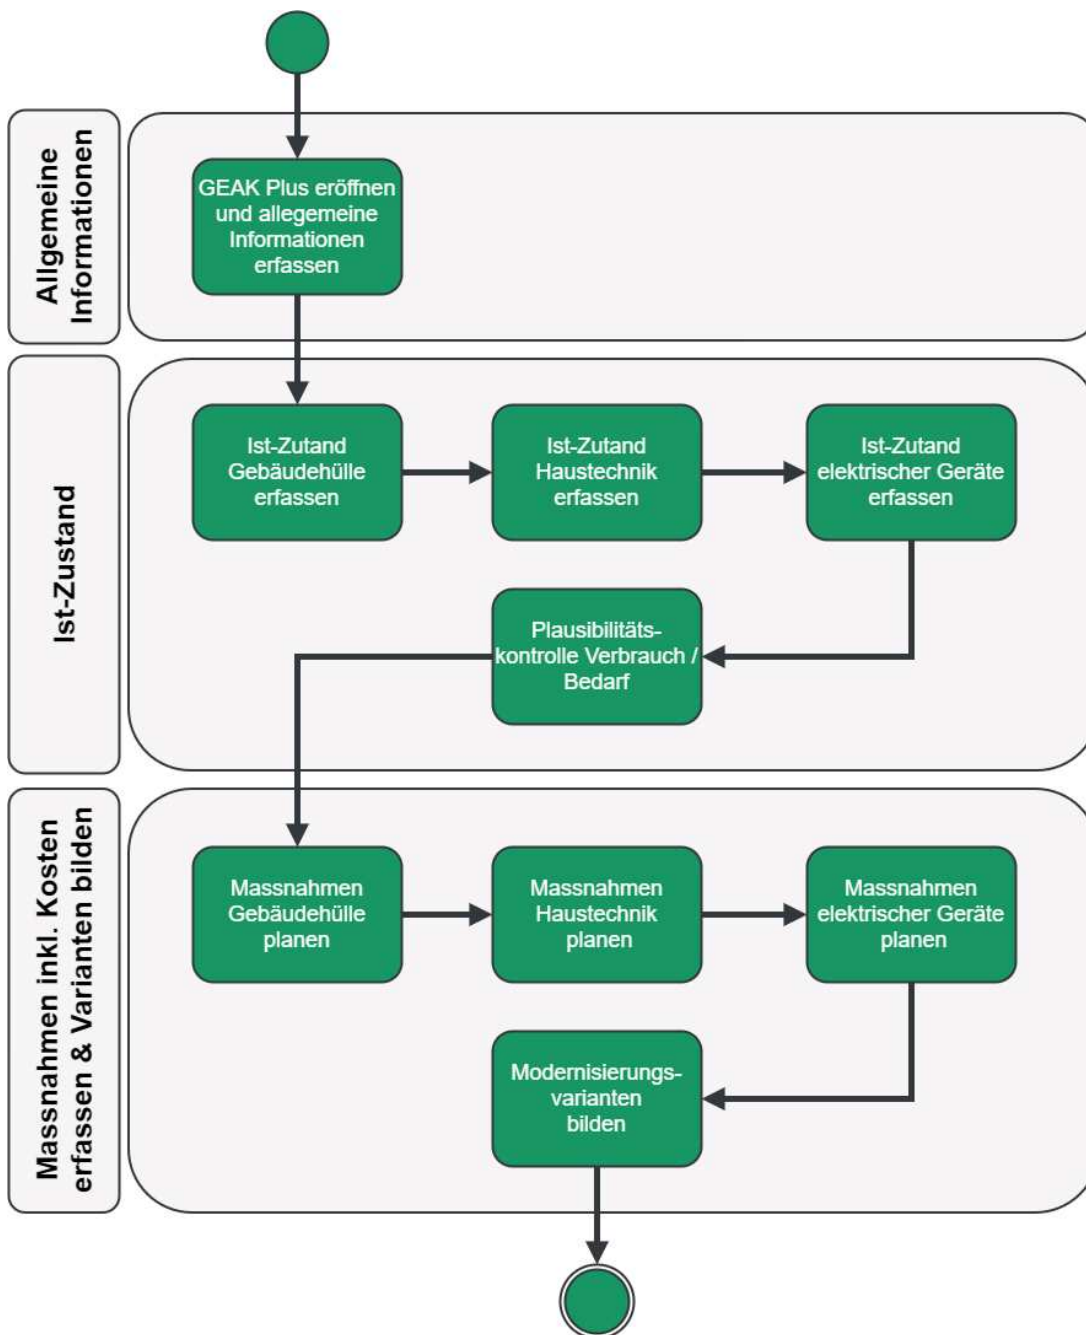 Allgemeine
Informationen
GEAK Plus eröffnen
und allegemeine
Informationen
erfassen
Ist-Zustand
Ist-Zutand
Gebäudehülle
erfassen
Ist-Zutand
Haustechnik
erfassen
Ist-Zutand
elektrischer Geräte
erfassen
Plausibilitäts-
kontrolle Verbrauch /
Bedarf
Massnahmen inkl. Kosten
erfassen & Varianten bilden
Massnahmen
Gebäudehülle
planen
Massnahmen
Haustechnik
planen
Massnahmen
elektrischer Geräte
planen
Modernisierungs-
varianten
bilden